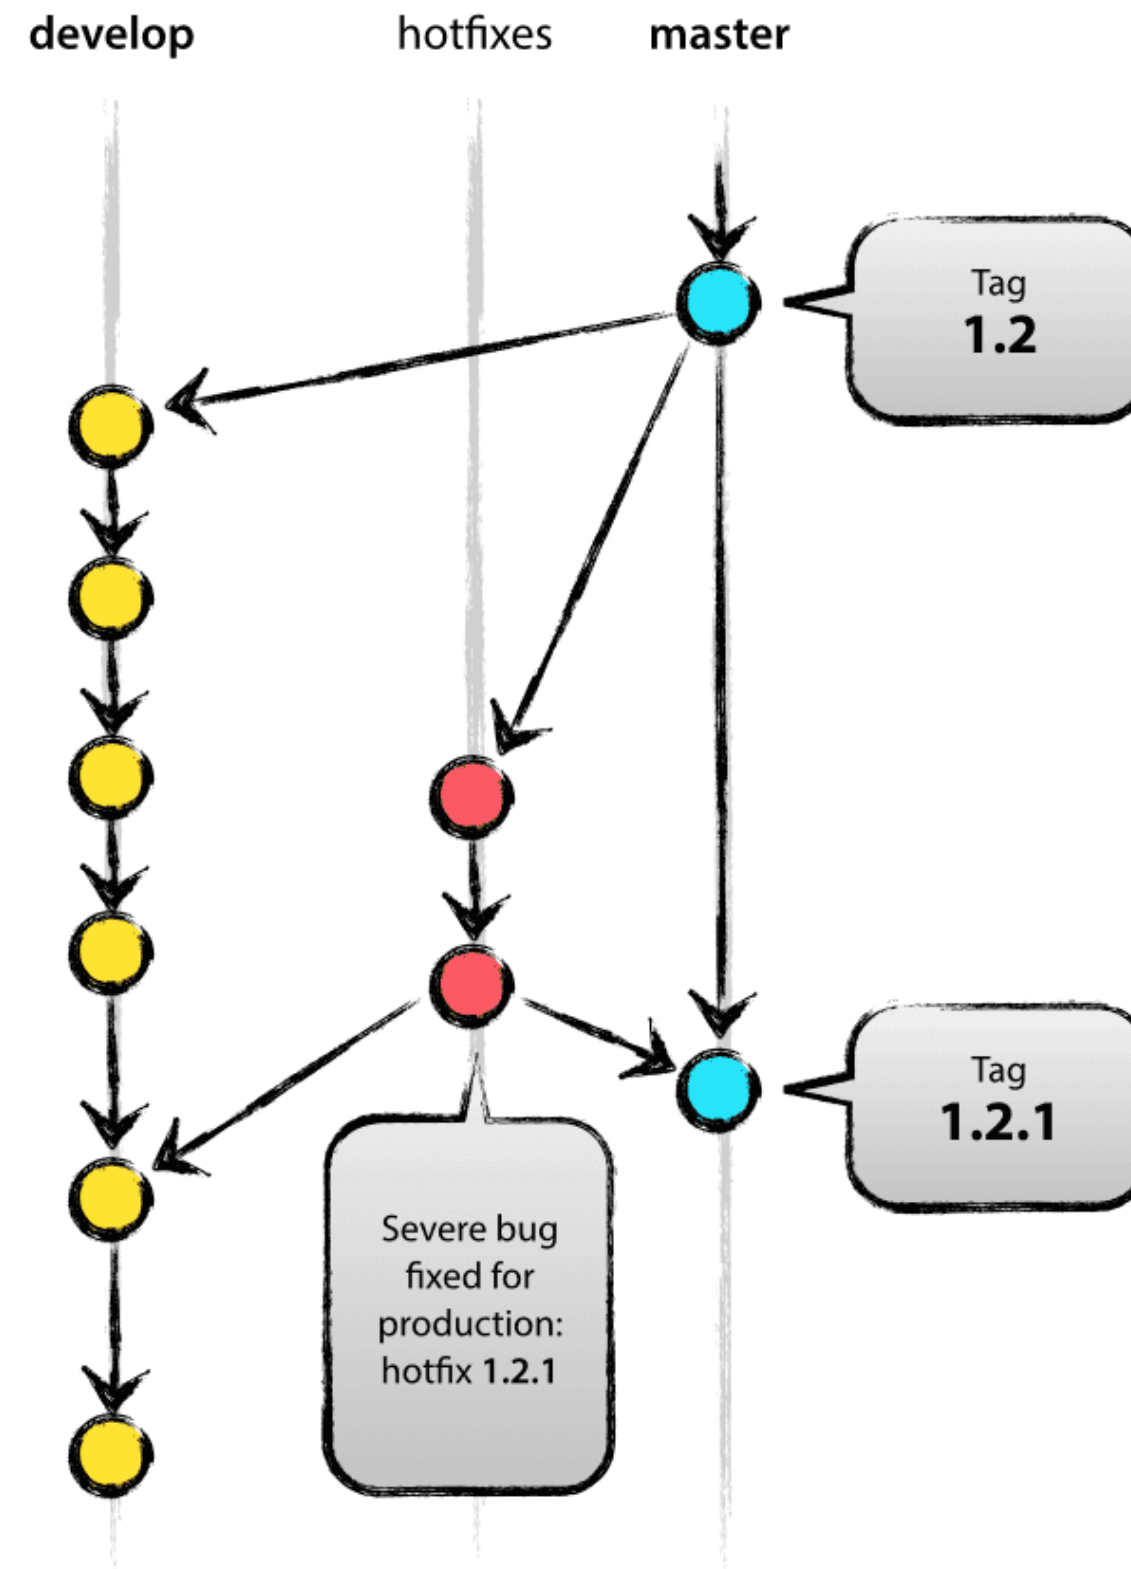 develop
hotfixes
master
Tag
1.2
Tag
1.2.1
Severe bug
fixed for
production:
hotfix 1.2.1